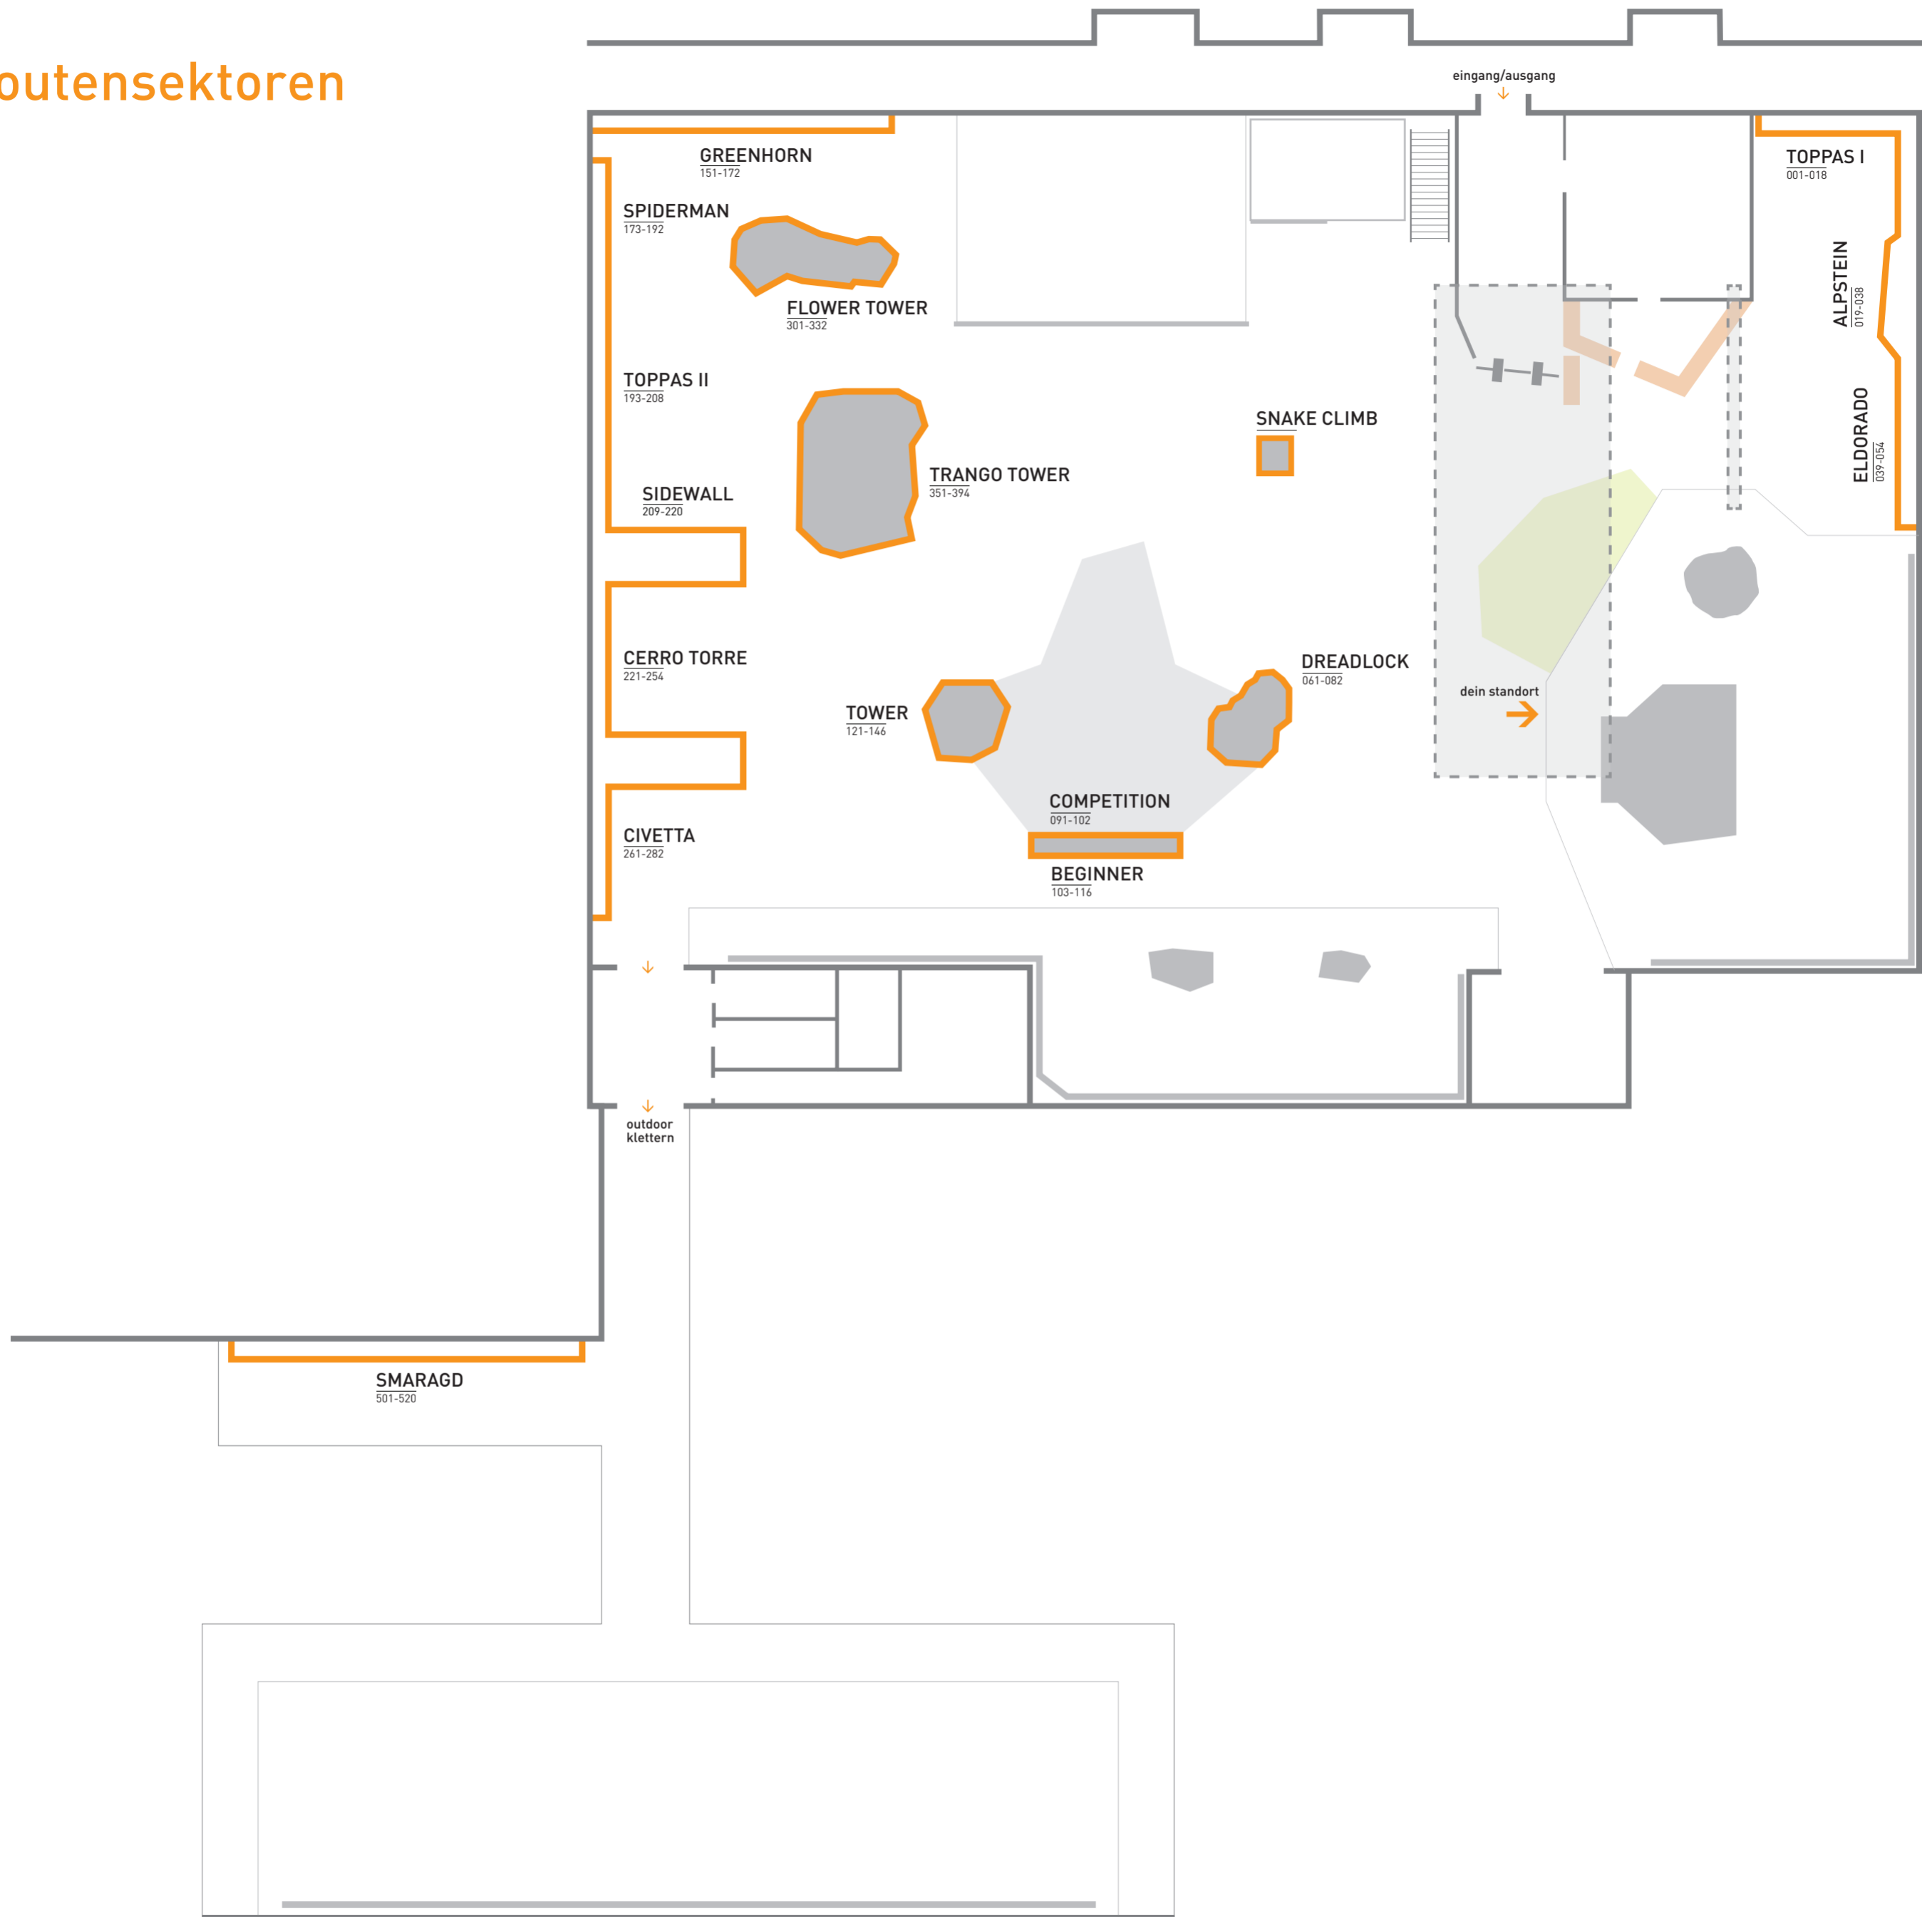 outensektoren
eingang/ausgang
GREENHORN
151-172
TOPPAS I
001-018
SPIDERMAN
173-192
ALPSTEIN
019-038
FLOWER TOWER
301-332
TOPPAS II
193-208
ELDORADO
039-054
SNAKE CLIMB
TRANGO TOWER
351-394
SIDEWALL
209-220
CERRO TORRE
221-254
DREADLOCK
061-082
dein standort
TOWER
121-146
COMPETITION
091-102
CIVETTA
261-282
BEGINNER
103-116
outdoor
klettern
SMARAGD
501-520